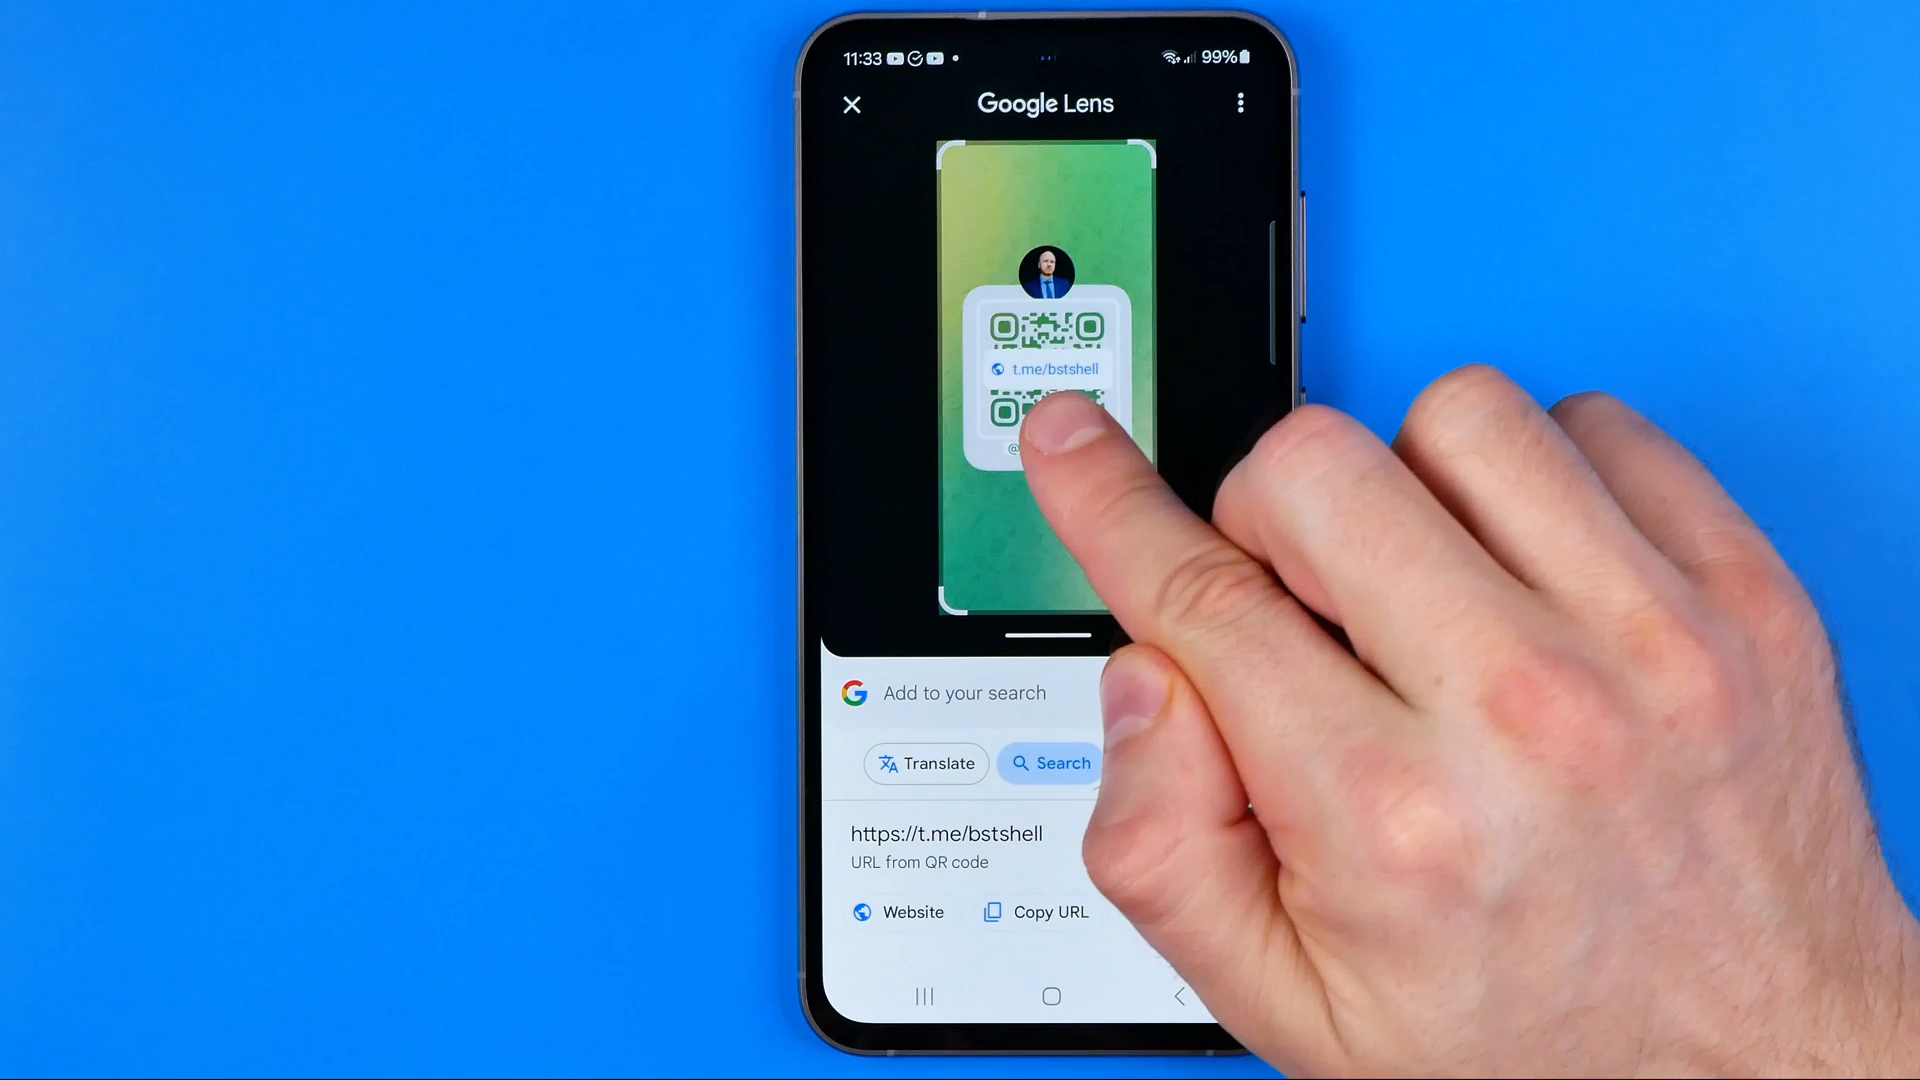 11:33
99%
Google Lens
t.me/bstshell
@
Add to your search
Translate
Search
https://t.me/bstshell
URL from QR code
Website
Copy URL